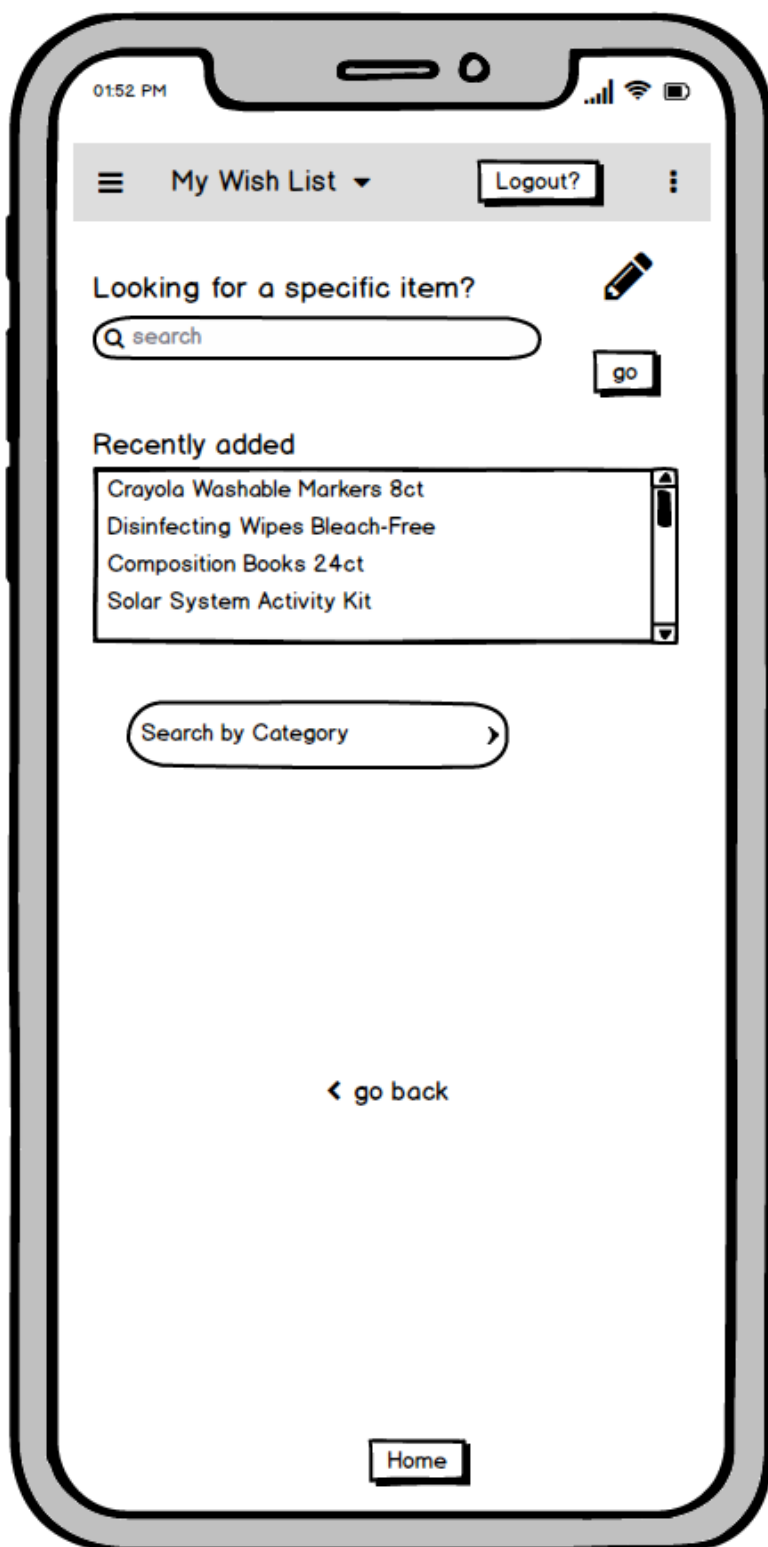 01:52 PM
My Wish List
Logout?
Looking for a specific item?
search
go
Recently added
Crayola Washable Markers 8ct
Disinfecting Wipes Bleach-Free
Composition Books 24ct
Solar System Activity Kit
Search by Category
go back
Home